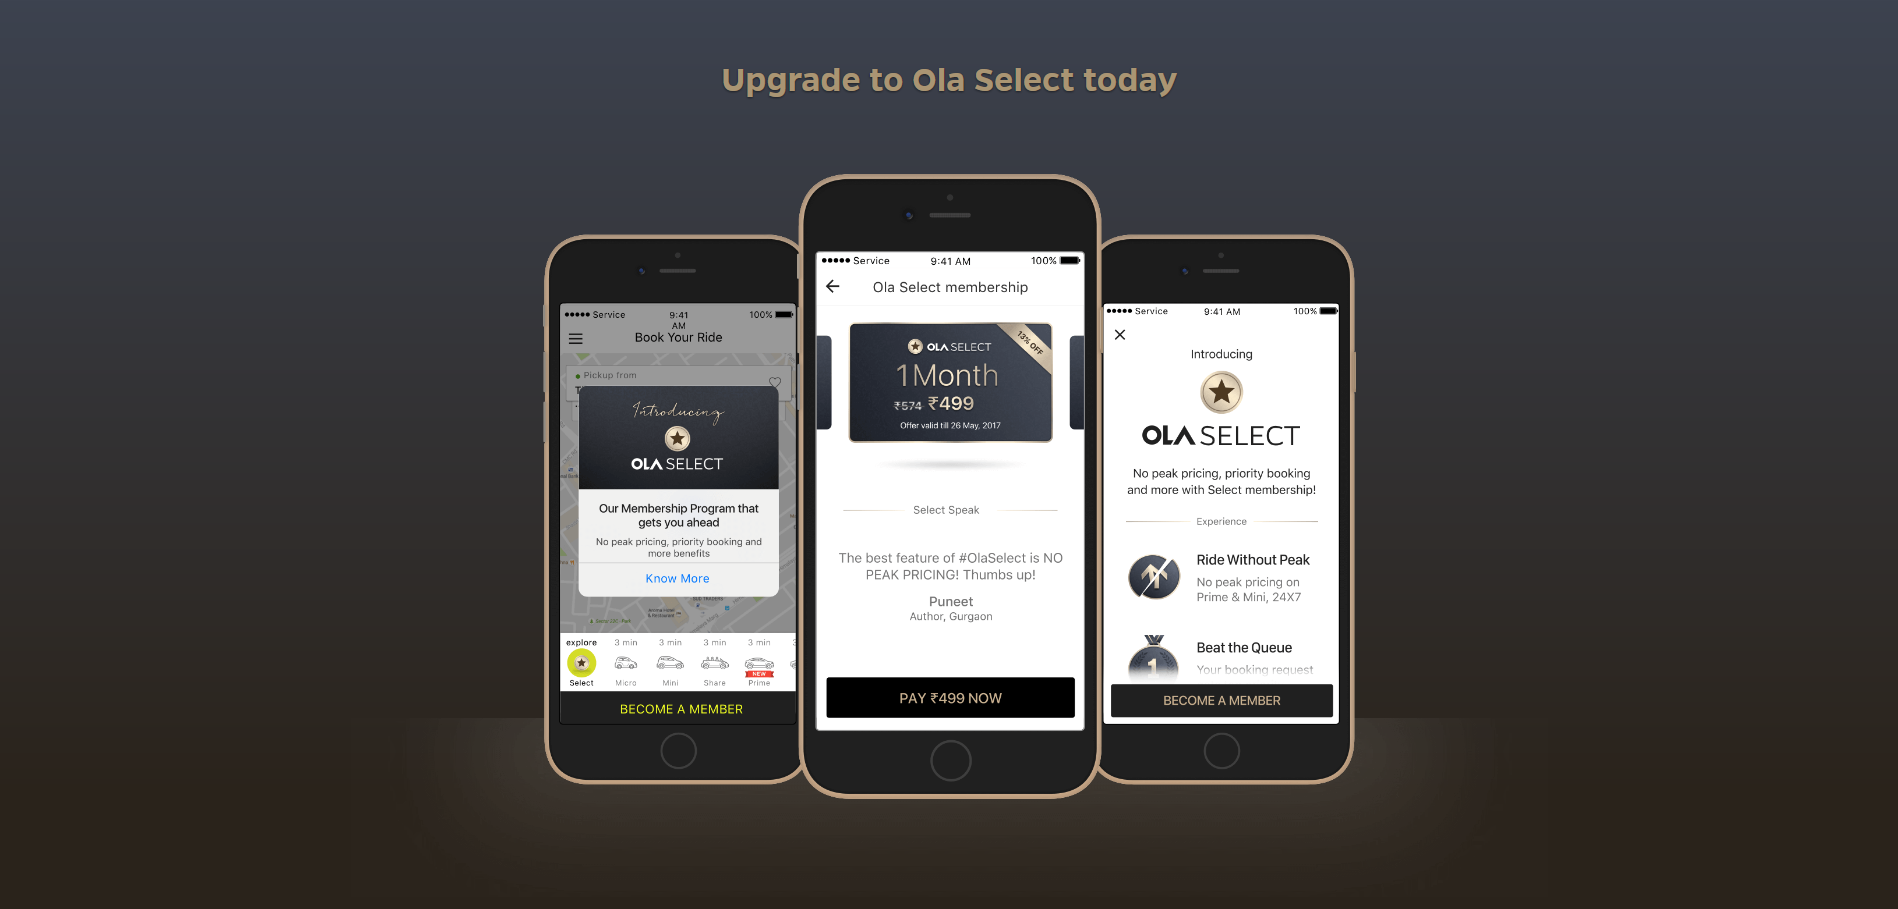 Upgrade to Ola Select today
Service 9:41 AM 100%
Book Your Ride
Pickup from
Introducing
OLA SELECT
Our Membership Program that
gets you ahead
No peak pricing, priority booking and
more benefits
Know More
explore 3 min 3 min 3 min 3 min
NEW
Select Micro Mini Share Prime
BECOME A MEMBER
Service 9:41 AM 100%
Ola Select membership
13% OFF
OLA SELECT
1 Month
₹574 ₹499
Offer valid till 26 May, 2017
Select Speak
The best feature of #OlaSelect is NO
PEAK PRICING! Thumbs up!
Puneet
Author, Gurgaon
PAY ₹499 NOW
Service 9:41 AM 100%
Introducing
OLA SELECT
No peak pricing, priority booking
and more with Select membership!
Experience
Ride Without Peak
No peak pricing on
Prime & Mini, 24X7
1
Beat the Queue
Your booking request
BECOME A MEMBER